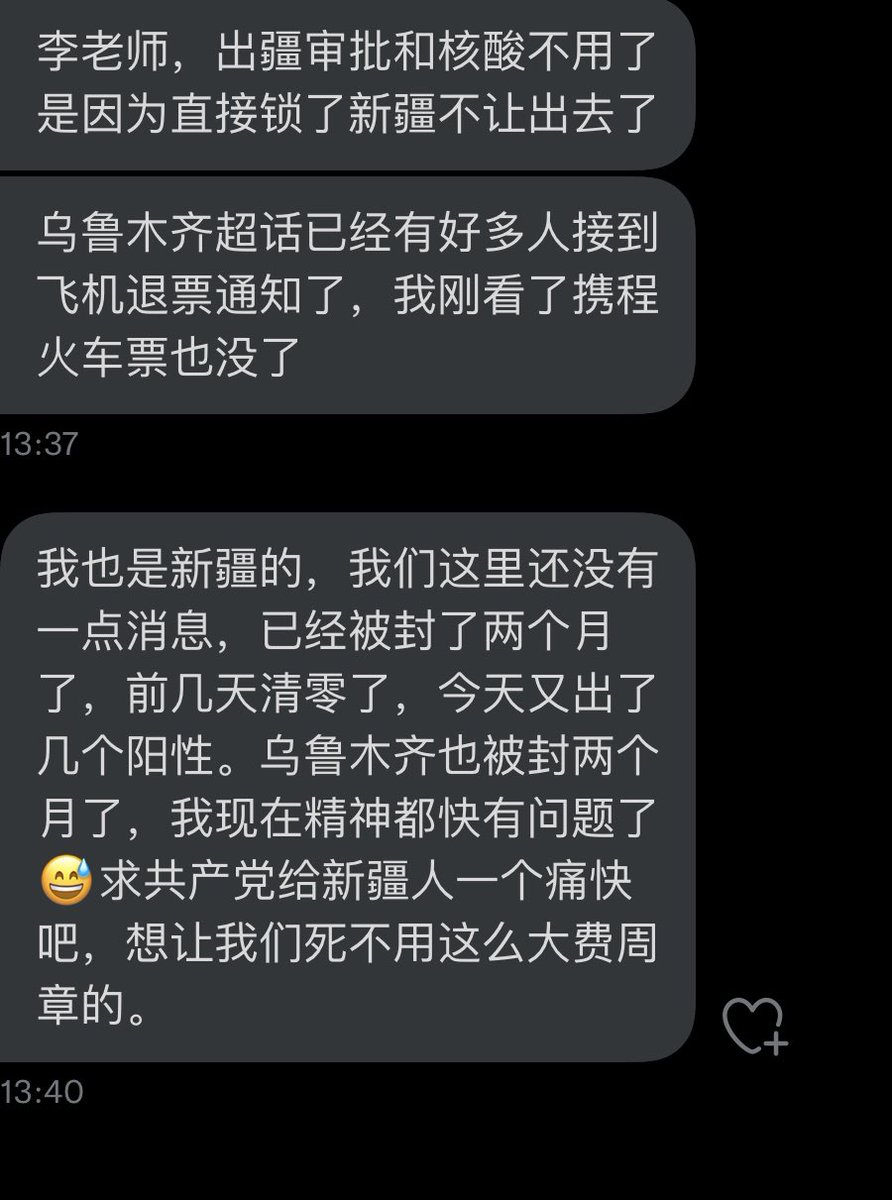 李老师，出疆审批和核酸不用了
是因为直接锁了新疆不让出去了
乌鲁木齐超话已经有好多人接到
飞机退票通知了，我刚看了携程
火车票也没了
13:37
我也是新疆的，我们这里还没有
一点消息，已经被封了两个月
了，前几天清零了，今天又出了
几个阳性。乌鲁木齐也被封两个
月了，我现在精神都快有问题了
😅求共产党给新疆人一个痛快
吧，想让我们死不用这么大费周
章的。
13:40